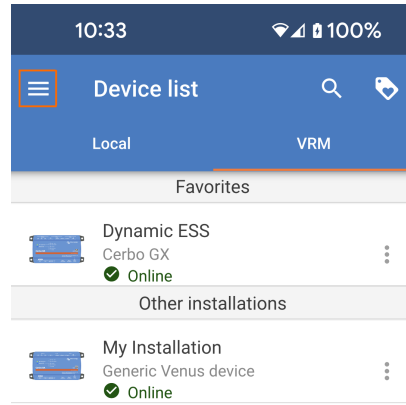 10:33 100%
Device list
Local VRM
Favorites
Dynamic ESS
Cerbo GX
Online
Other installations
My Installation
Generic Venus device
Online